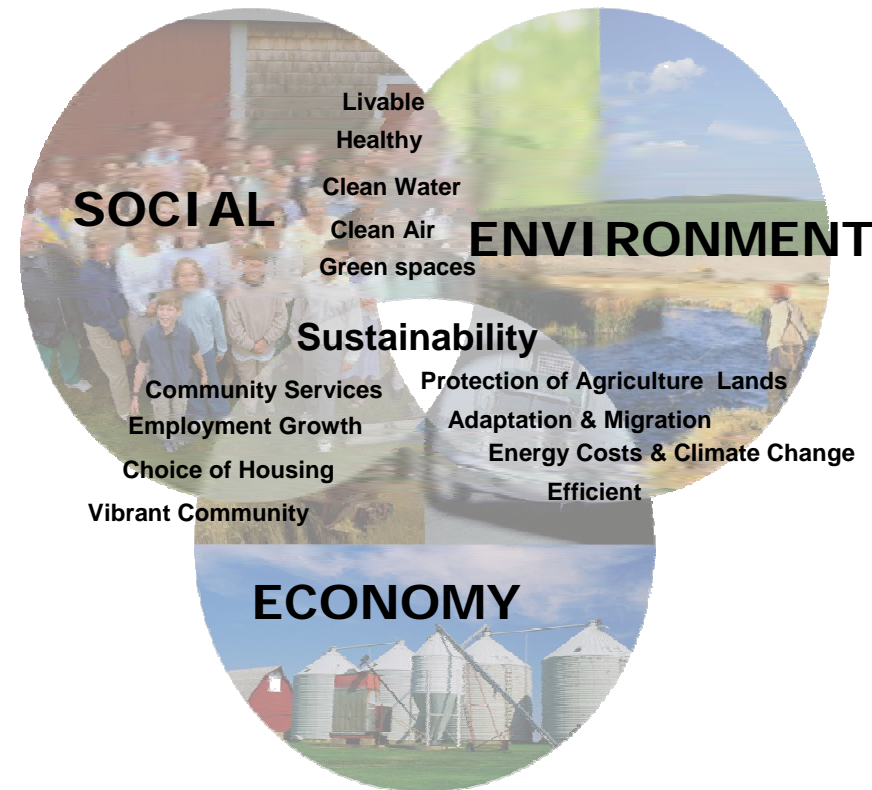 Livable
Healthy
Clean Water
SOCIAL
Clean Air
ENVIRONMENT
Green spaces
Sustainability
Community Services
Employment Growth
Choice of Housing
Vibrant Community
Protection of Agriculture Lands
Adaptation & Migration
Energy Costs & Climate Change
Efficient
ECONOMY